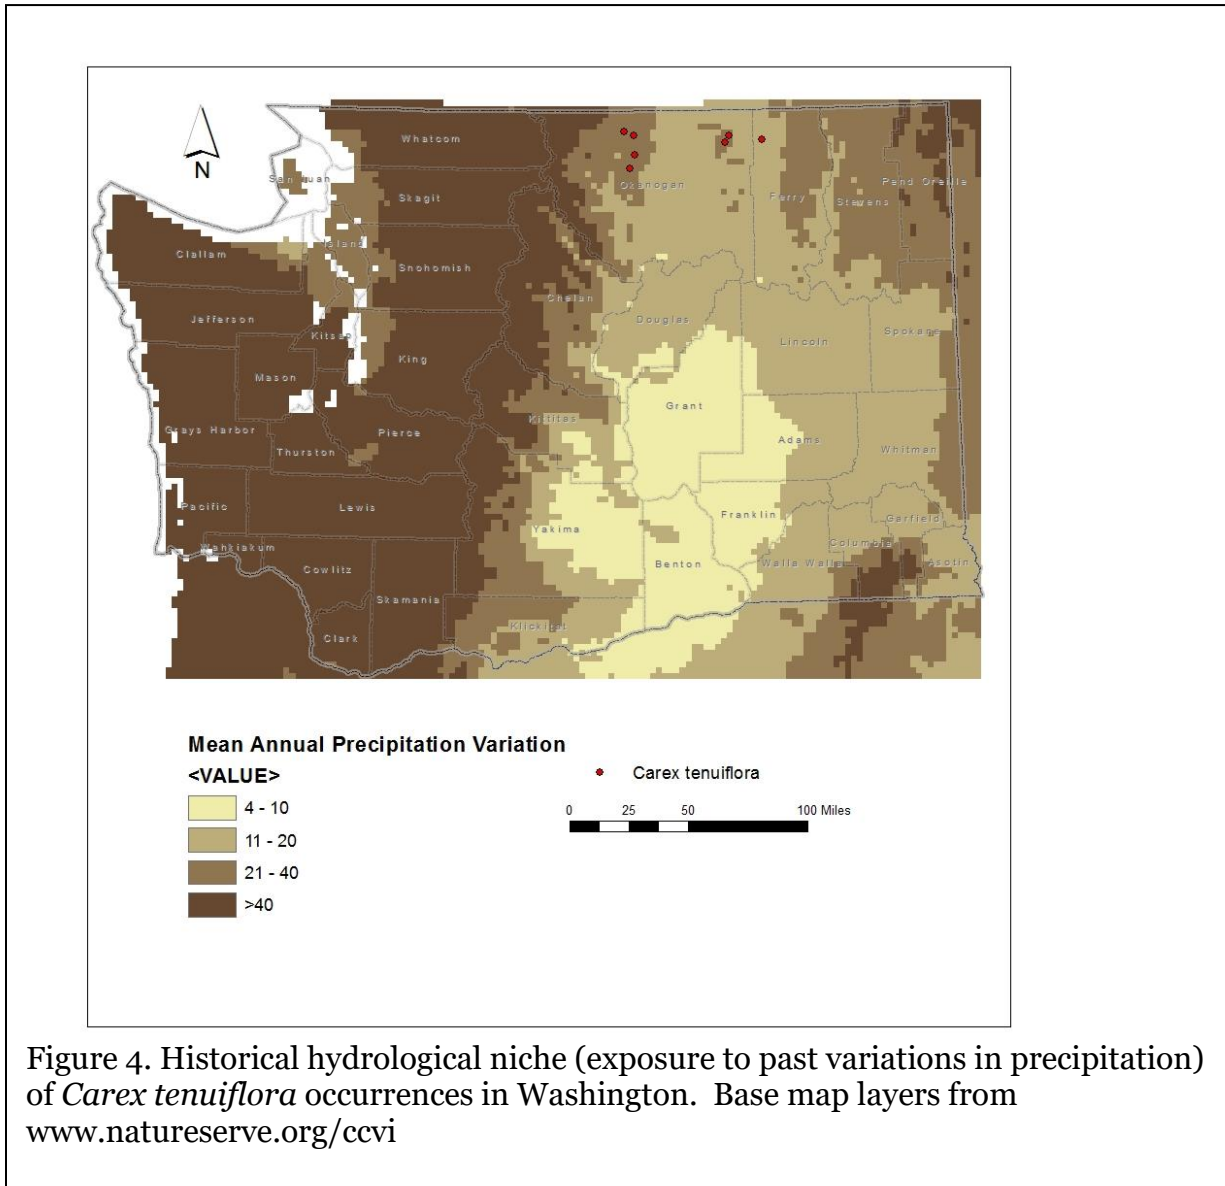 N
Whatcom
San Juan
Skagit
Okanogan
Ferry
Stevens
Pend Oreille
Island
Clallam
Snohomish
Chelan
Jefferson
Douglas
Kitsap
King
Lincoln
Spokane
Mason
Grant
Kittitas
Grays Harbor
Pierce
Adams
Thurston
Whitman
Pacific
Lewis
Yakima
Franklin
Garfield
Wahkiakum
Columbia
Cowlitz
Benton
Walla Walla
Asotin
Skamania
Klickitat
Clark
Mean Annual Precipitation Variation
<VALUE>
4 - 10
11 - 20
21 - 40
>40
Carex tenuiflora
0 25 50 100 Miles
Figure 4. Historical hydrological niche (exposure to past variations in precipitation)
of Carex tenuiflora occurrences in Washington. Base map layers from
www.natureserve.org/ccvi